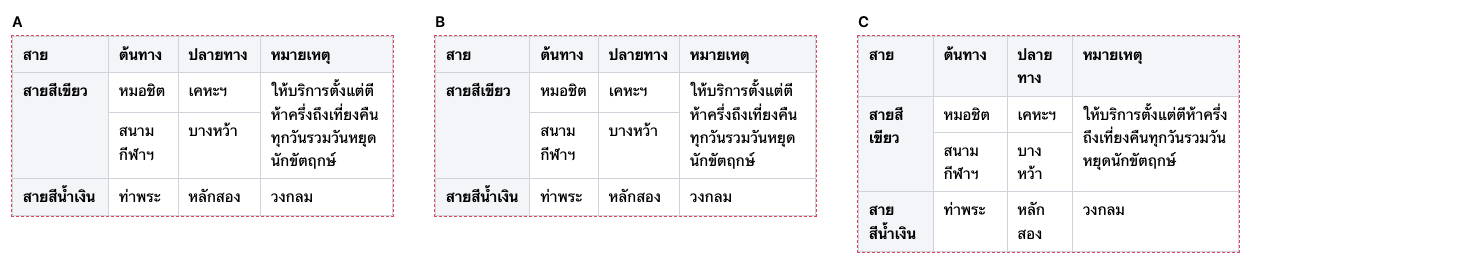 A
สาย ต้นทาง ปลายทาง หมายเหตุ
สายสีเขียว หมอชิต เคหะฯ ให้บริการตั้งแต่ตี
ห้าครึ่งถึงเที่ยงคืน
สนาม บางหว้า ทุกวันรวมวันหยุด
กีฬาฯ นักขัตฤกษ์
สายสีน้ำเงิน ท่าพระ หลักสอง วงกลม
B
สาย ต้นทาง ปลายทาง หมายเหตุ
สายสีเขียว หมอชิต เคหะฯ ให้บริการตั้งแต่ตี
ห้าครึ่งถึงเที่ยงคืน
สนาม บางหว้า ทุกวันรวมวันหยุด
กีฬาฯ นักขัตฤกษ์
สายสีน้ำเงิน ท่าพระ หลักสอง วงกลม
C
สาย ต้นทาง ปลาย หมายเหตุ
ทาง
สายสี หมอชิต เคหะฯ ให้บริการตั้งแต่ตีห้าครึ่ง
เขียว ถึงเที่ยงคืนทุกวันรวมวัน
สนาม บาง หยุดนักขัตฤกษ์
กีฬาฯ หว้า
สาย ท่าพระ หลัก วงกลม
สีน้ำเงิน สอง